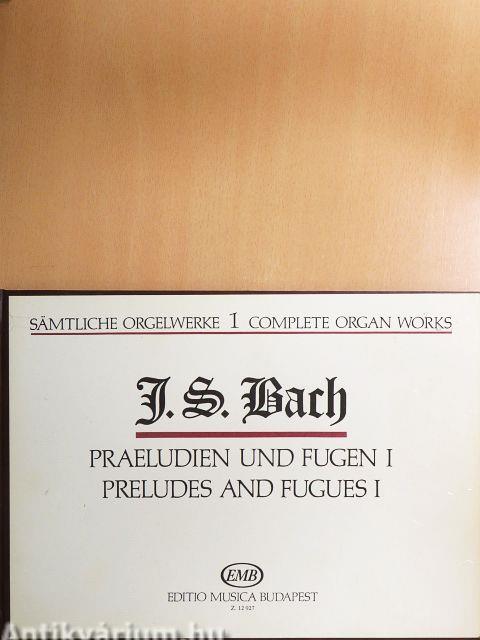 SÄMTLICHE ORGELWERKE 1 COMPLETE ORGAN WORKS
J. S. Bach
PRAELUDIEN UND FUGEN I
PRELUDES AND FUGUES I
EMB
EDITIO MUSICA BUDAPEST
Z. 12 927
Antikvárium.hu